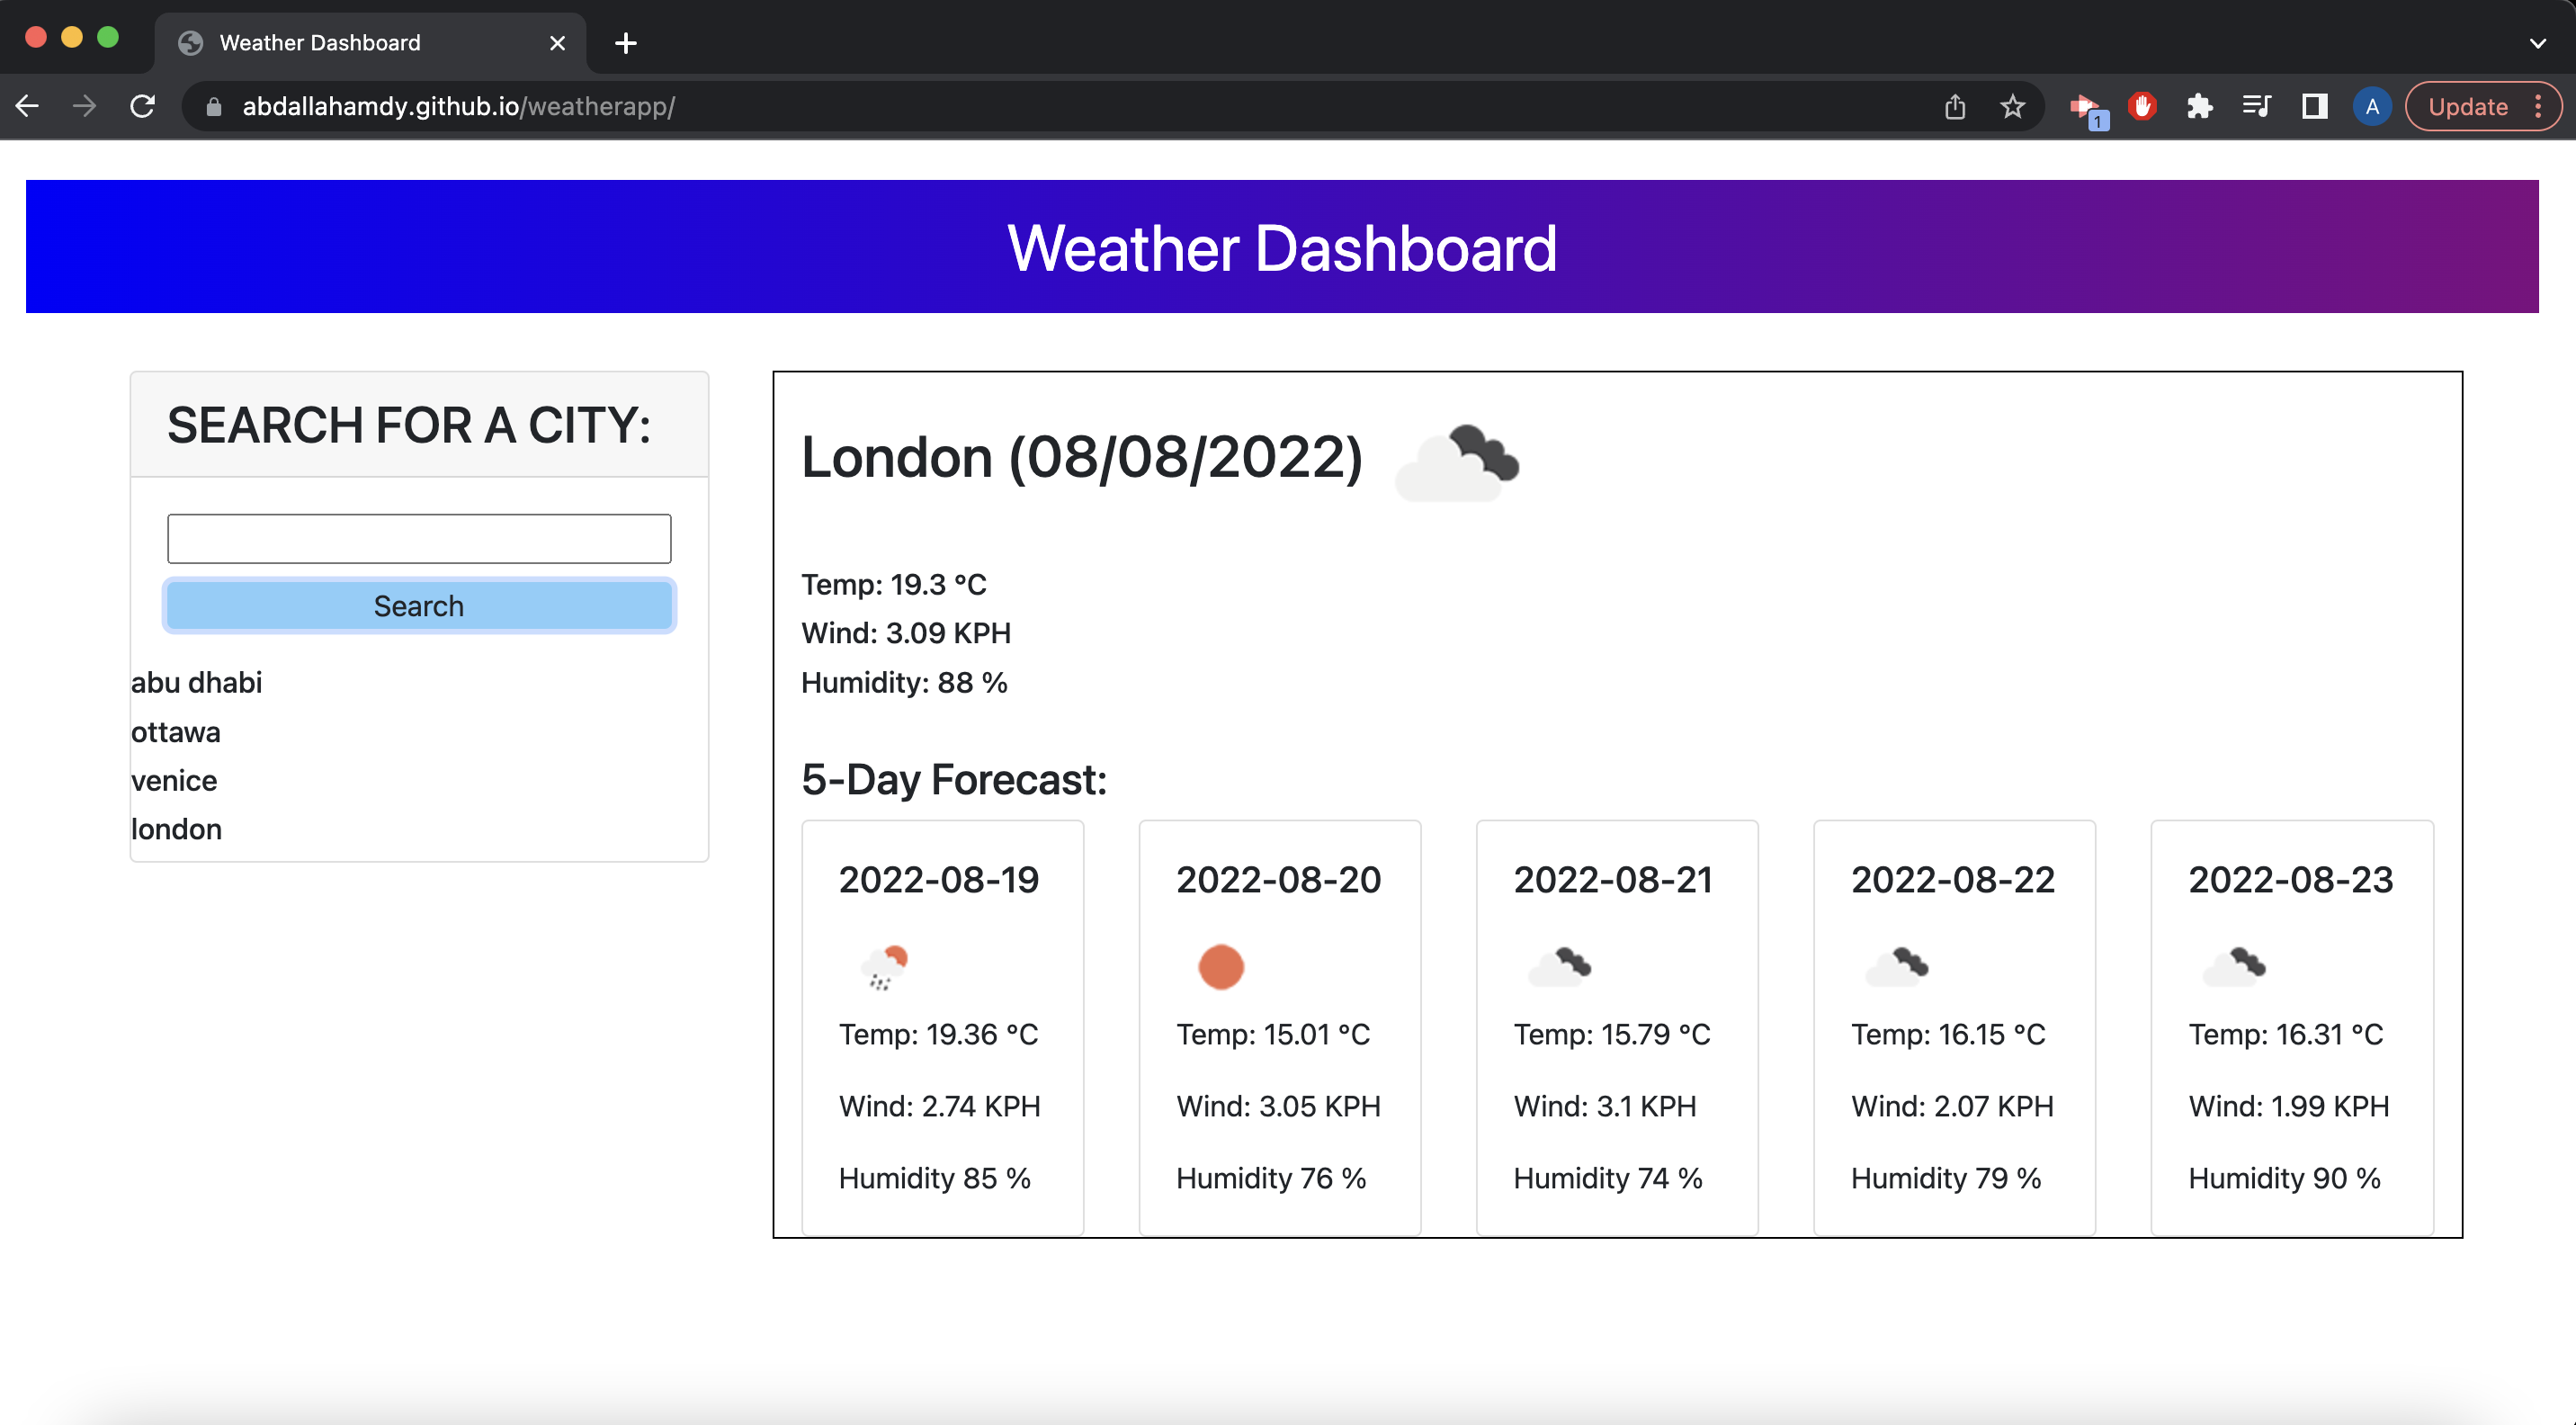 Weather Dashboard
abdallahamdy.github.io/weatherapp/
1
A
Update
Weather Dashboard
SEARCH FOR A CITY:
Search
abu dhabi
ottawa
venice
london
London (08/08/2022)
Temp: 19.3 °C
Wind: 3.09 KPH
Humidity: 88 %
5-Day Forecast:
2022-08-19
Temp: 19.36 °C
Wind: 2.74 KPH
Humidity 85 %
2022-08-20
Temp: 15.01 °C
Wind: 3.05 KPH
Humidity 76 %
2022-08-21
Temp: 15.79 °C
Wind: 3.1 KPH
Humidity 74 %
2022-08-22
Temp: 16.15 °C
Wind: 2.07 KPH
Humidity 79 %
2022-08-23
Temp: 16.31 °C
Wind: 1.99 KPH
Humidity 90 %